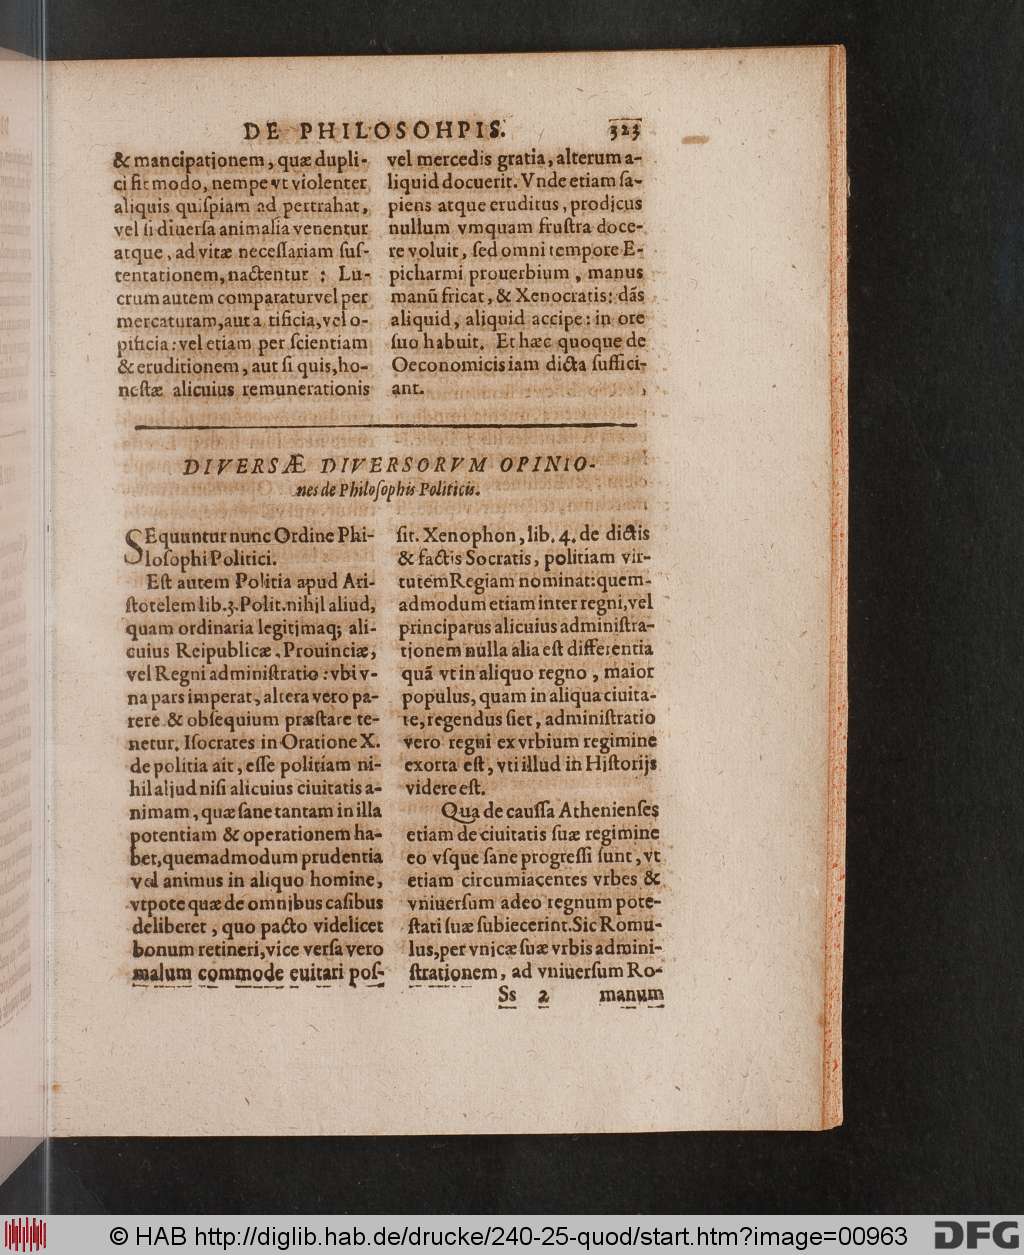 DE PHILOSOHPIS. 323
& mancipatjonem, quæ dupli-
ci fit modo, nempe vt violenter
aliquis quiſpiam ad pertrahat,
vel ſi diuerſa animalia venentur
atque, ad vitæ neceſſariam ſuſ-
tentationem, nactentur : Lu-
crum autem comparatur vel per
mercaturam, aut a tificia, vel o-
pificia : vel etiam per ſcientiam
& eruditionem, aut ſi quis, ho-
neſtæ alicuius remunerationis
vel mercedis gratia, alterum a-
liquid docuerit. Vnde etiam ſa-
piens atque eruditus, prodjcus
nullum vmquam fruſtra doce-
re voluit, ſed omni tempore E-
picharmi prouerbium, manus
manũ fricat, & Xenocratis: dãs
aliquid, aliquid accipe: in ore
ſuo habuit. Et hæc quoque de
Oeconomicis iam dicta ſuffici-
ant.
DIVERSÆ DIVERSORVM OPINIO-
nes de Philoſophis Politicis.
SEquuntur nunc Ordine Phi-
loſophi Politici.
Eſt autem Politia apud Ari-
ſtotelem lib. 3. Polit. nihjl aliud,
quam ordinaria legitjmaq; ali-
cuius Reipublicæ, Prouinciæ,
vel Regni adminiſtratio : vbi v-
na pars imperat, altera vero pa-
rere & obſequium præſtare te-
netur. Iſocrates in Oratione X.
de politia ait, eſſe politiam ni-
hil aljud niſi alicuius ciuitatis a-
nimam, quæ ſane tantam in illa
potentiam & operationem ha-
bet, quemadmodum prudentia
vel animus in aliquo homine,
vtpote quæ de omnjbus caſibus
deliberet, quo pacto videlicet
bonum retineri, vice verſa vero
malum commode euitari poſ-
ſit. Xenophon, lib. 4. de dictis
& factis Socratis, politiam vir-
tutem Regiam nominat: quem-
admodum etiam inter regni, vel
principatus alicuius adminiſtra-
tjonem nulla alia eſt differentia
quã vt in aliquo regno, maior
populus, quam in aliqua ciuita-
te, regendus ſiet, adminiſtratio
vero regni ex vrbium regimine
exorta eſt, vti illud in Hjſtorijs
videre eſt.
Qua de cauſſa Athenienſes
etiam de ciuitatis ſuæ regimine
eo vſque ſane progreſſi ſunt, vt
etiam circumiacentes vrbes &
vniuerſum adeo regnum pote-
ſtati ſuæ ſubiecerint. Sic Romu-
lus, per vnicæ ſuæ vrbis admini-
ſtrationem, ad vniuerſum Ro-
Ss 2 manum
© HAB http://diglib.hab.de/drucke/240-25-quod/start.htm?image=00963
DFG